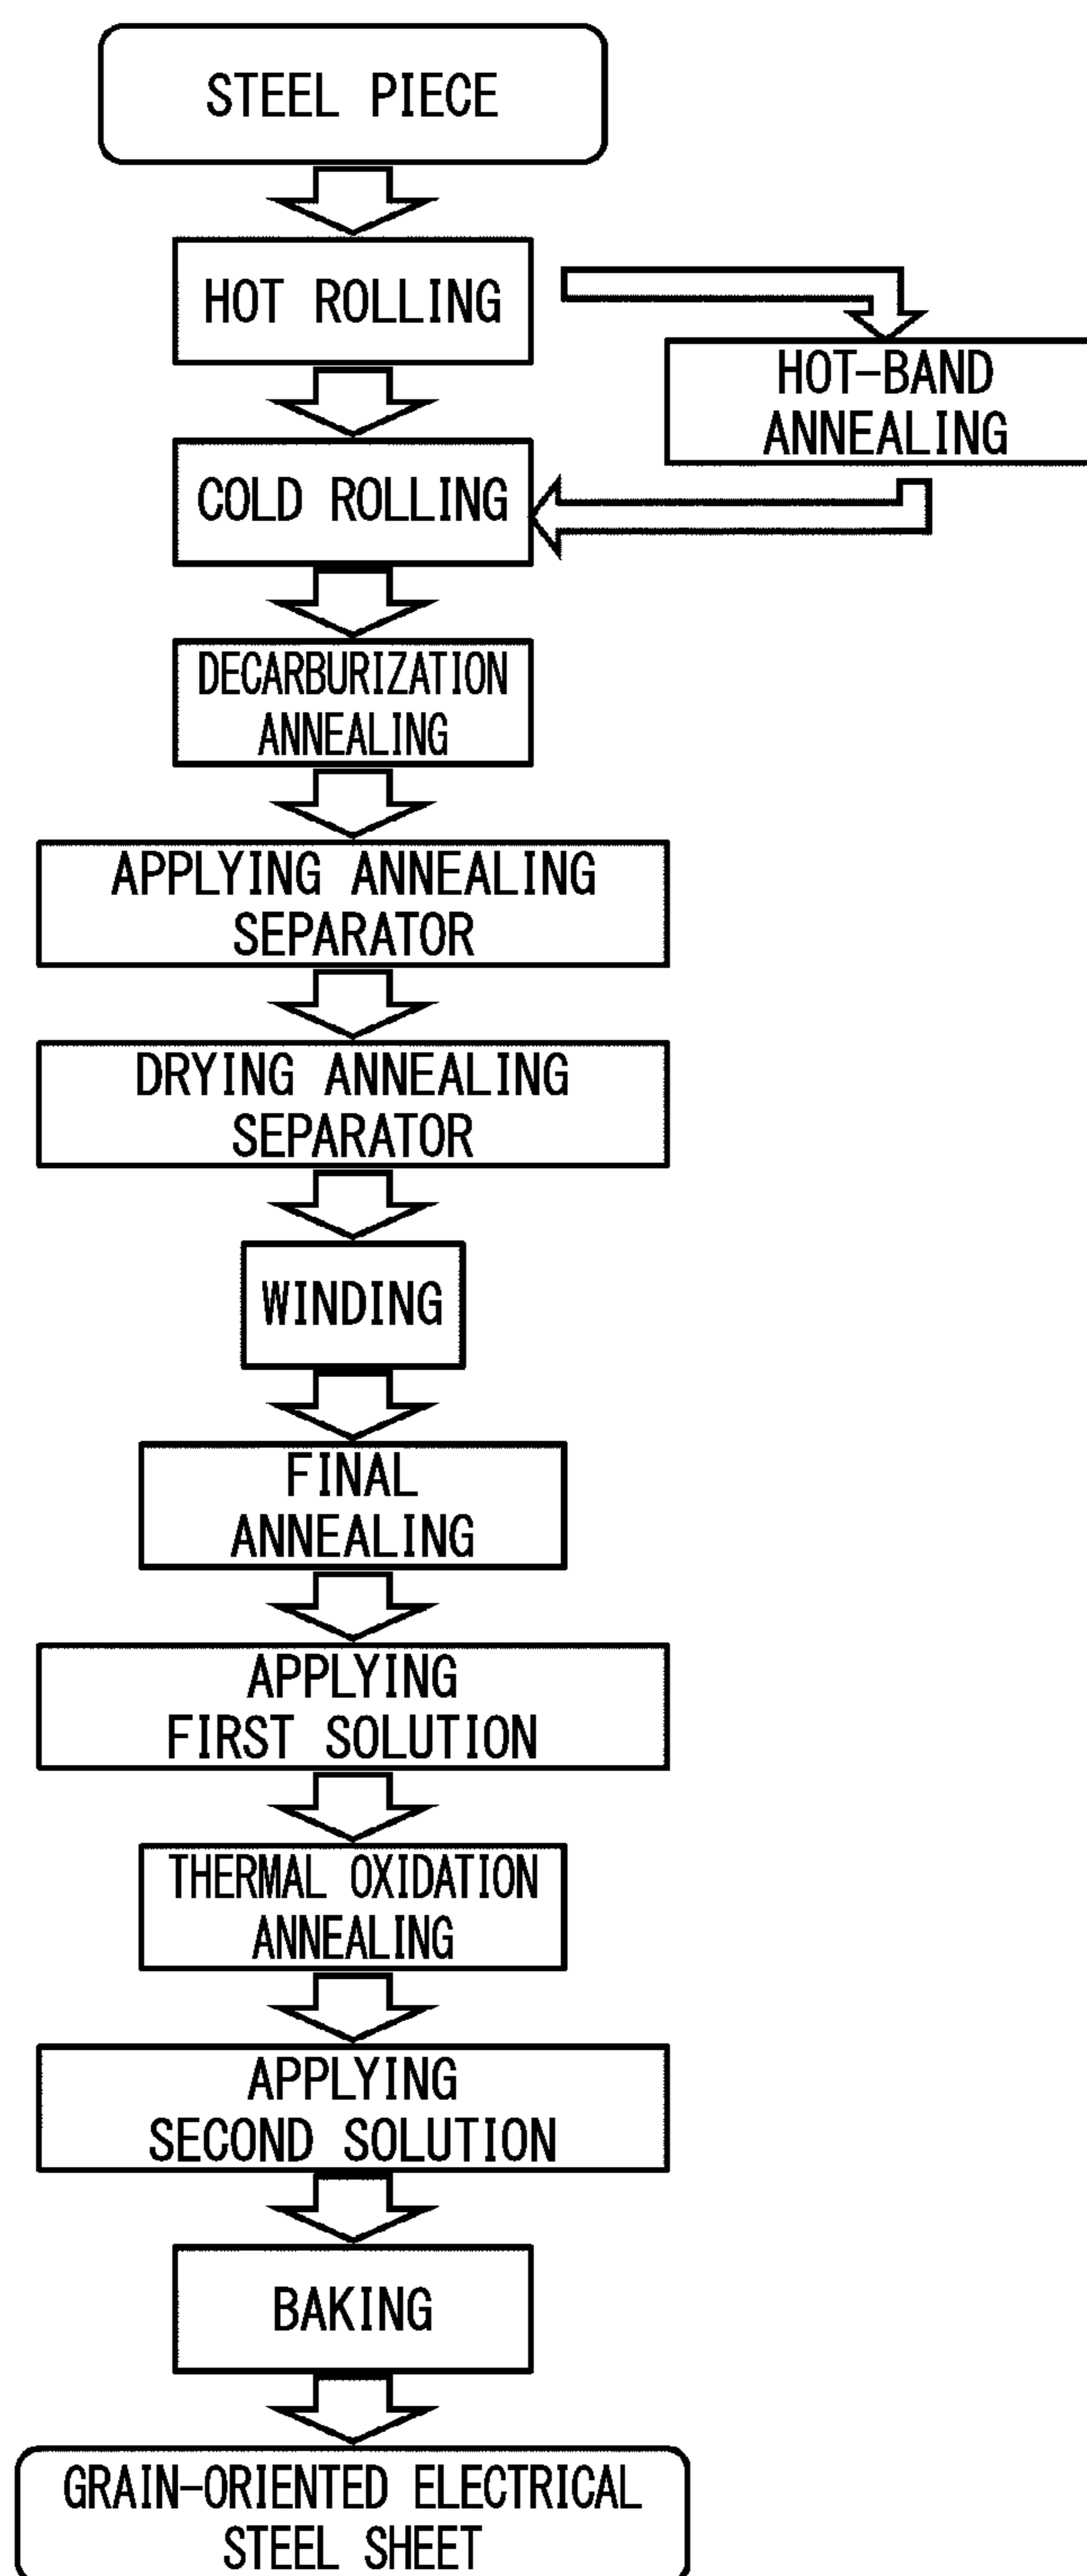 STEEL PIECE
HOT ROLLING
HOT-BAND
ANNEALING
COLD ROLLING
DECARBURIZATION
ANNEALING
APPLYING ANNEALING
SEPARATOR
DRYING ANNEALING
SEPARATOR
WINDING
FINAL
ANNEALING
APPLYING
FIRST SOLUTION
THERMAL OXIDATION
ANNEALING
APPLYING
SECOND SOLUTION
BAKING
GRAIN-ORIENTED ELECTRICAL
STEEL SHEET